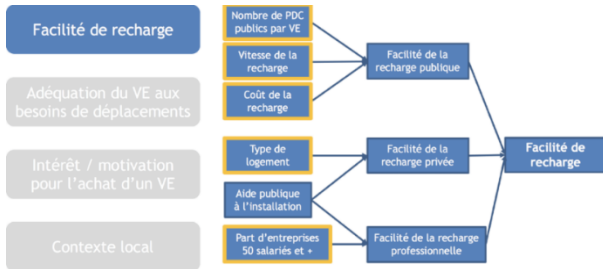 Facilité de recharge
Adéquation du VE aux
besoins de déplacements
Intérêt / motivation
pour l'achat d'un VE
Contexte local
Nombre de PDC
publics par VE
Vitesse de la
recharge
Coût de la
recharge
Type de
logement
Aide publique
à l'Installation
Part d'entreprises
50 salariés et +
Facilité de la
recharge publique
Facilité de la
recharge privée
Facilité de la recharge
professionnelle
Facilité de
recharge